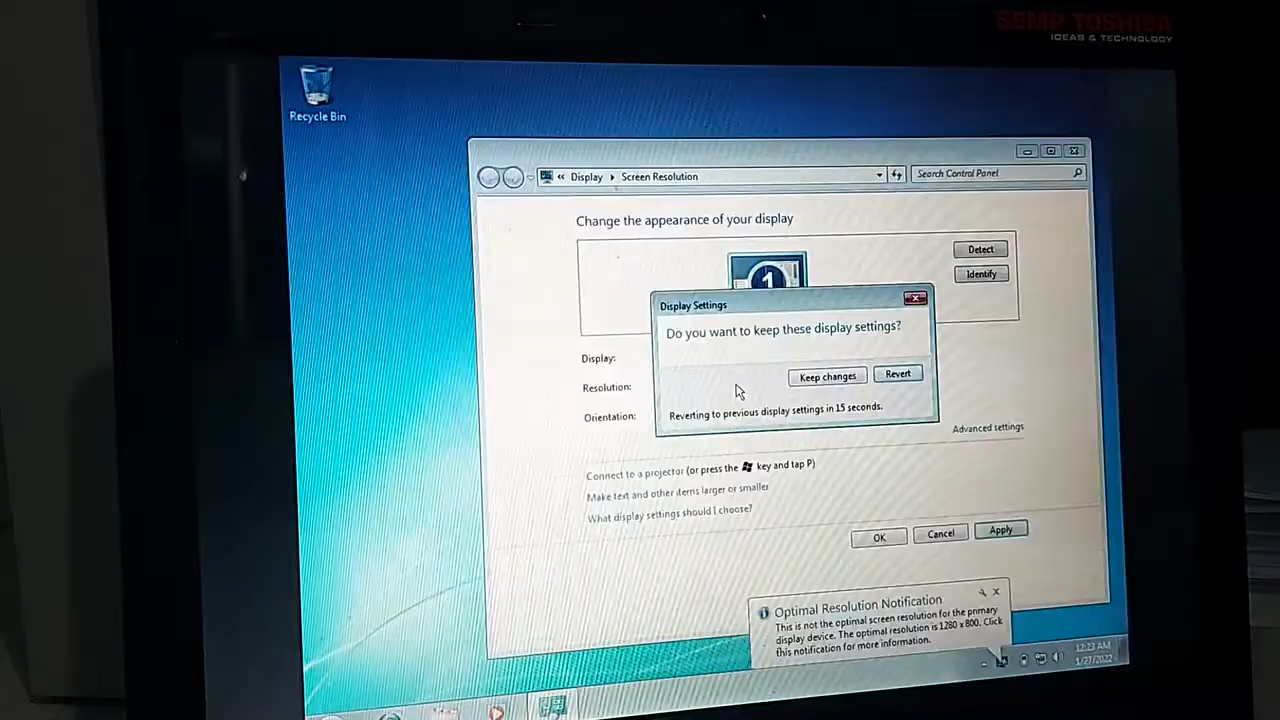 SEMP TOSHIBA
IDEAS & TECHNOLOGY
Recycle Bin
« Display ▸ Screen Resolution
Search Control Panel
Change the appearance of your display
Detect
Identify
1
Display Settings
Do you want to keep these display settings?
Keep changes
Revert
Reverting to previous display settings in 15 seconds.
Display:
Resolution:
Orientation:
Advanced settings
Connect to a projector (or press the key and tap P)
Make text and other items larger or smaller
What display settings should I choose?
OK
Cancel
Apply
Optimal Resolution Notification
This is not the optimal screen resolution for the primary
display device. The optimal resolution is 1280 x 800. Click
this notification for more information.
12:23 AM
1/27/2022